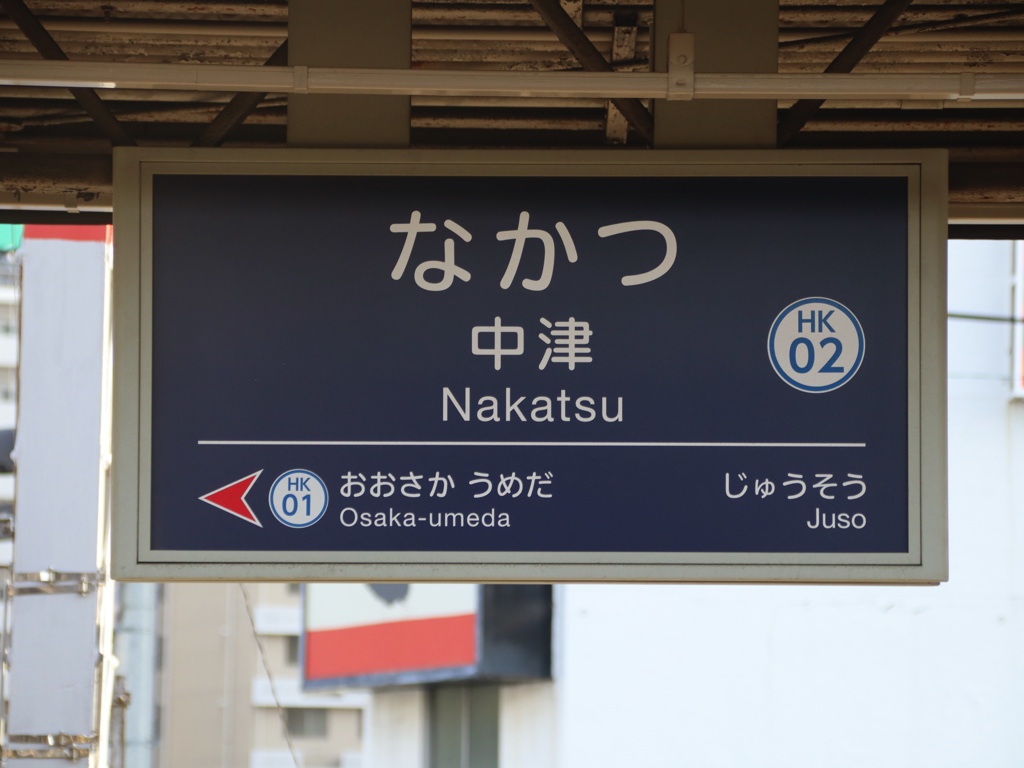 なかつ
中津
Nakatsu
HK
02
HK
01
おおさか うめだ
Osaka-umeda
じゅうそう
Juso